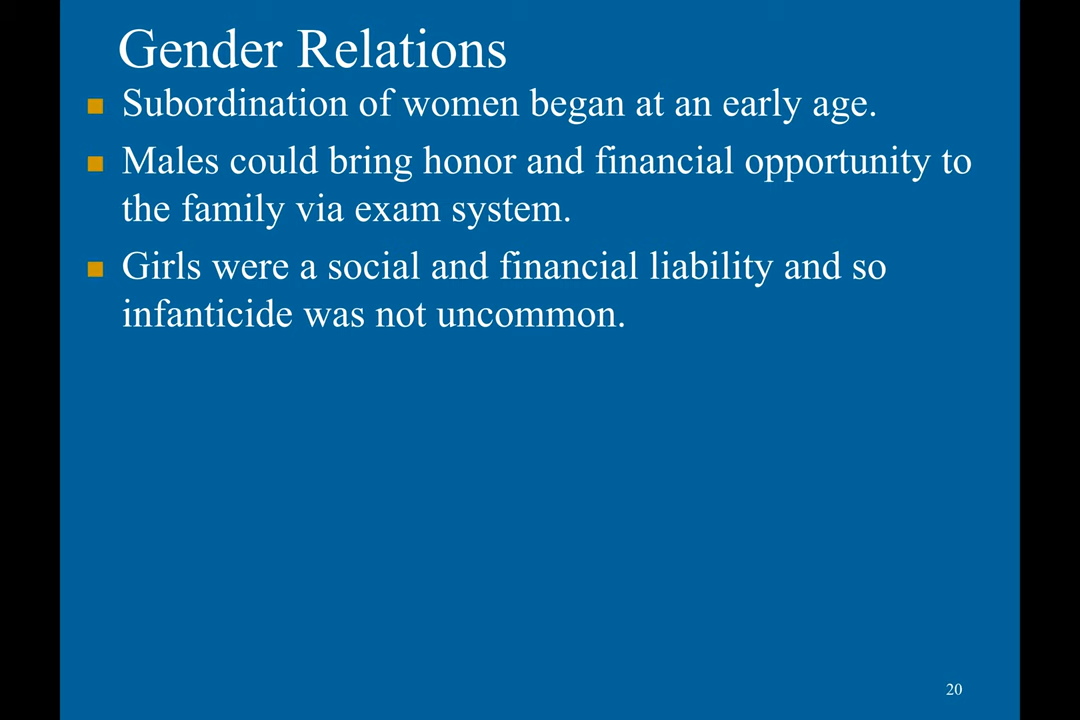 Gender Relations
Subordination of women began at an early age.
Males could bring honor and financial opportunity to
the family via exam system.
Girls were a social and financial liability and so
infanticide was not uncommon.
20